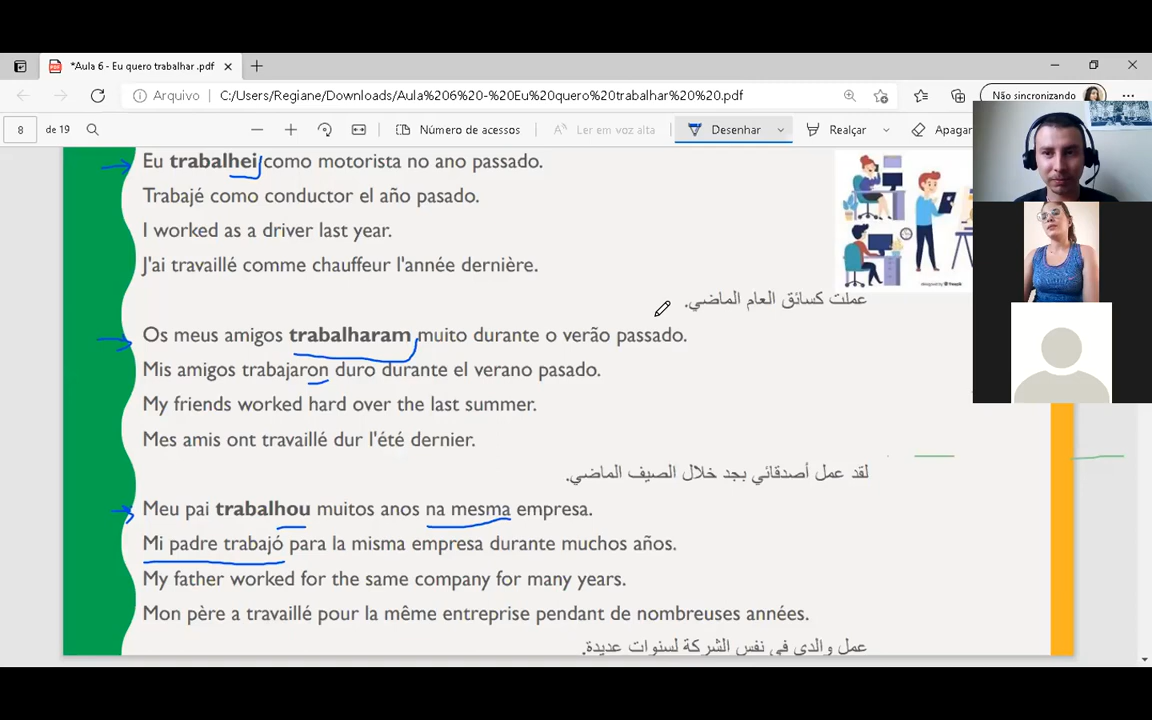 *Aula 6 - Eu quero trabalhar .pdf
Arquivo C:/Users/Regiane/Downloads/Aula%206%20-%20Eu%20quero%20trabalhar%20%20.pdf
Não sincronizando
8 de 19
Número de acessos
Ler em voz alta
Desenhar
Realçar
Apagar
Eu trabalhei como motorista no ano passado.
Trabajé como conductor el año pasado.
I worked as a driver last year.
J'ai travaillé comme chauffeur l'année dernière.
عملت كسائق العام الماضي.
Os meus amigos trabalharam muito durante o verão passado.
Mis amigos trabajaron duro durante el verano pasado.
My friends worked hard over the last summer.
Mes amis ont travaillé dur l'été dernier.
لقد عمل أصدقائي بجد خلال الصيف الماضي.
Meu pai trabalhou muitos anos na mesma empresa.
Mi padre trabajó para la misma empresa durante muchos años.
My father worked for the same company for many years.
Mon père a travaillé pour la même entreprise pendant de nombreuses années.
عمل والدي في نفس الشركة لسنوات عديدة.